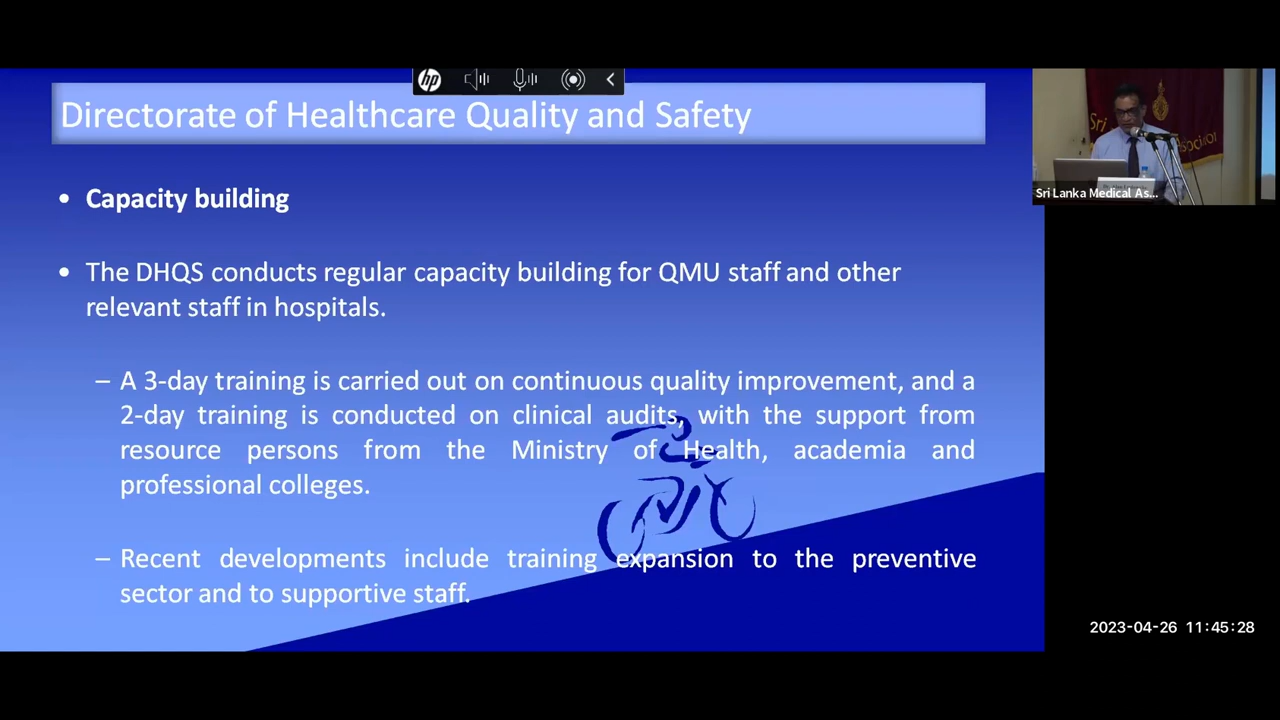 hp
Directorate of Healthcare Quality and Safety
• Capacity building
• The DHQS conducts regular capacity building for QMU staff and other
relevant staff in hospitals.
– A 3-day training is carried out on continuous quality improvement, and a
2-day training is conducted on clinical audits, with the support from
resource persons from the Ministry of Health, academia and
professional colleges.
– Recent developments include training expansion to the preventive
sector and to supportive staff.
Sri
Sri Lanka Medical As...
2023-04-26 11:45:28